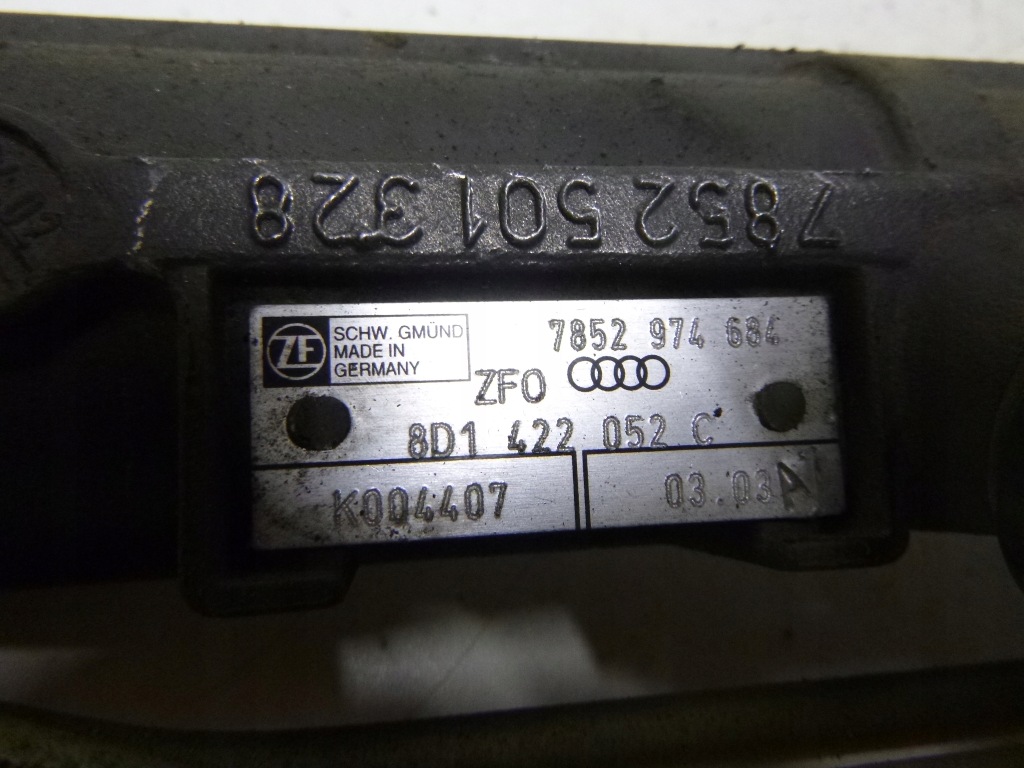 7852 501 328
ZF
SCHW. GMÜND
MADE IN
GERMANY
7852 974 684
ZFO
8D1 422 052 C
K004407
03.03A